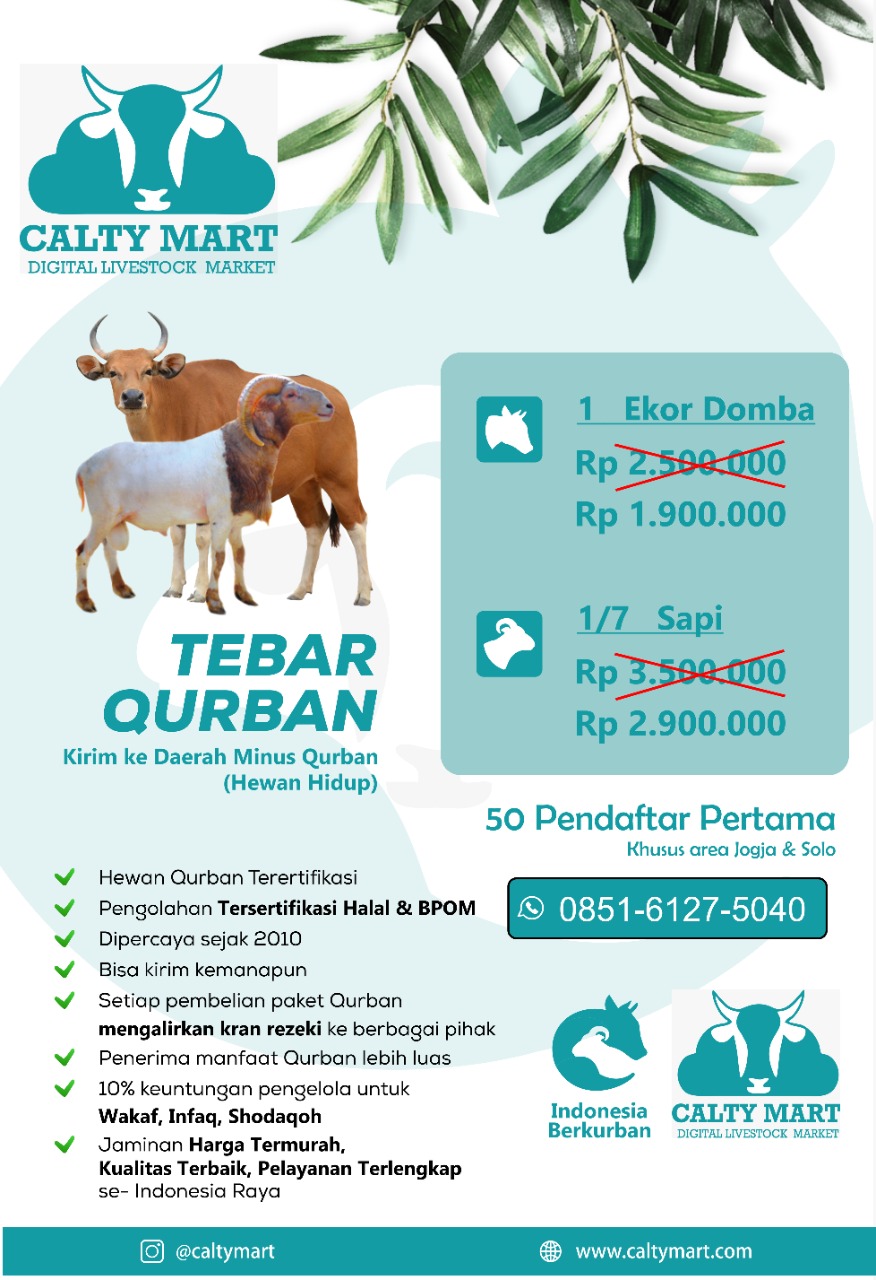 CALTY MART
DIGITAL LIVESTOCK MARKET
1 Ekor Domba
Rp 2.500.000
Rp 1.900.000
1/7 Sapi
Rp 3.500.000
Rp 2.900.000
TEBAR
QURBAN
Kirim ke Daerah Minus Qurban
(Hewan Hidup)
50 Pendaftar Pertama
Khusus area Jogja & Solo
0851-6127-5040
Hewan Qurban Terertifikasi
Pengolahan Tersertifikasi Halal & BPOM
Dipercaya sejak 2010
Bisa kirim kemanapun
Setiap pembelian paket Qurban
mengalirkan kran rezeki ke berbagai pihak
Penerima manfaat Qurban lebih luas
10% keuntungan pengelola untuk
Wakaf, Infaq, Shodaqoh
Jaminan Harga Termurah,
Kualitas Terbaik, Pelayanan Terlengkap
se- Indonesia Raya
Indonesia
Berkurban
CALTY MART
DIGITAL LIVESTOCK MARKET
@caltymart
www.caltymart.com